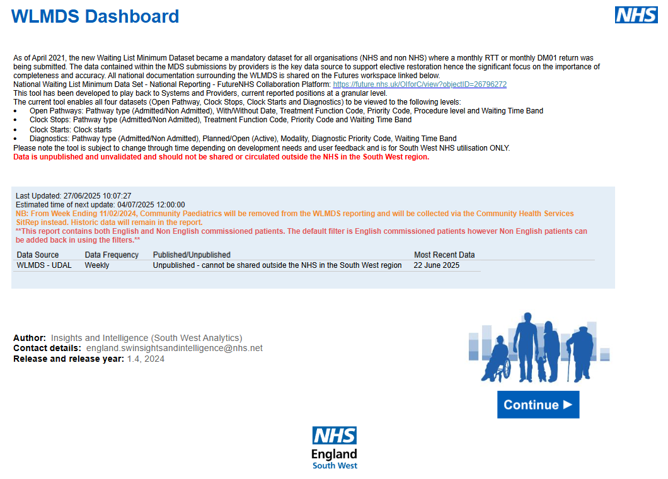 WLMDS Dashboard
NHS
As of April 2021, the new Waiting List Minimum Dataset became a mandatory dataset for all organisations (NHS and non NHS) where a monthly RTT or monthly DM01 return was
being submitted. The data contained within the MDS submissions by providers is the key data source to support elective restoration hence the significant focus on the importance of
completeness and accuracy. All national documentation surrounding the WLMDS is shared on the Futures workspace linked below.
National Waiting List Minimum Data Set - National Reporting - FutureNHS Collaboration Platform: https://future.nhs.uk/OIforC/view?objectID=26796272
This tool has been developed to play back to Systems and Providers, current reported positions at a granular level.
The current tool enables all four datasets (Open Pathway, Clock Stops, Clock Starts and Diagnostics) to be viewed to the following levels:
• Open Pathways: Pathway type (Admitted/Non Admitted), With/Without Date, Treatment Function Code, Priority Code, Procedure level and Waiting Time Band
• Clock Stops: Pathway type (Admitted/Non Admitted), Treatment Function Code, Priority Code and Waiting Time Band
• Clock Starts: Clock starts
• Diagnostics: Pathway type (Admitted/Non Admitted), Planned/Open (Active), Modality, Diagnostic Priority Code, Waiting Time Band
Please note the tool is subject to change through time depending on development needs and user feedback and is for South West NHS utilisation ONLY.
Data is unpublished and unvalidated and should not be shared or circulated outside the NHS in the South West region.
Last Updated: 27/06/2025 10:07:27
Estimated time of next update: 04/07/2025 12:00:00
NB: From Week Ending 11/02/2024, Community Paediatrics will be removed from the WLMDS reporting and will be collected via the Community Health Services
SitRep instead. Historic data will remain in the report.
**This report contains both English and Non English commissioned patients. The default filter is English commissioned patients however Non English patients can
be added back in using the filters.**
Data Source Data Frequency Published/Unpublished Most Recent Data
WLMDS - UDAL Weekly Unpublished - cannot be shared outside the NHS in the South West region 22 June 2025
Author: Insights and Intelligence (South West Analytics)
Contact details: england.swinsightsandintelligence@nhs.net
Release and release year: 1.4, 2024
Continue
NHS
England
South West